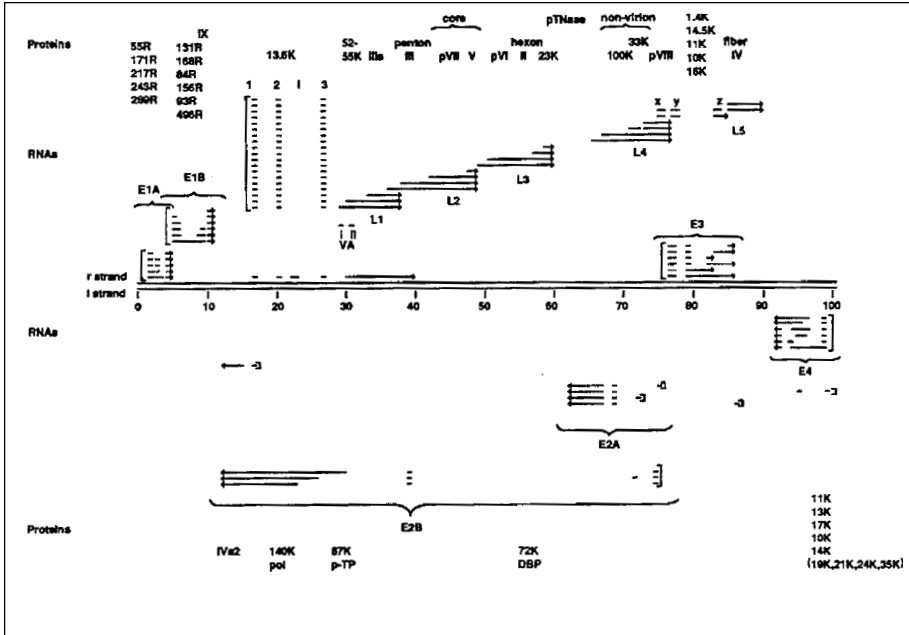 core pTNase non-virion 1.4K
IX 14.5K
Proteins 52- penton hexon 33K 11K fiber
55R 131R 13.6K 55K IIIa III pVII V pVI II 23K 100K pVIII 10K IV
171R 168R 16K
217R 84R
243R 156R 1 2 I 3
289R 93R x y z
496R L5
RNAs L4
L3
E1A E1B L2
L1
I II
VA E3
r strand
l strand
0 10 20 30 40 50 60 70 80 90 100
RNAs
E4
E2A
E2B
Proteins 11K
13K
17K
IVa2 140K 87K 72K 10K
pol p-TP DBP 14K
(19K,21K,24K,35K)